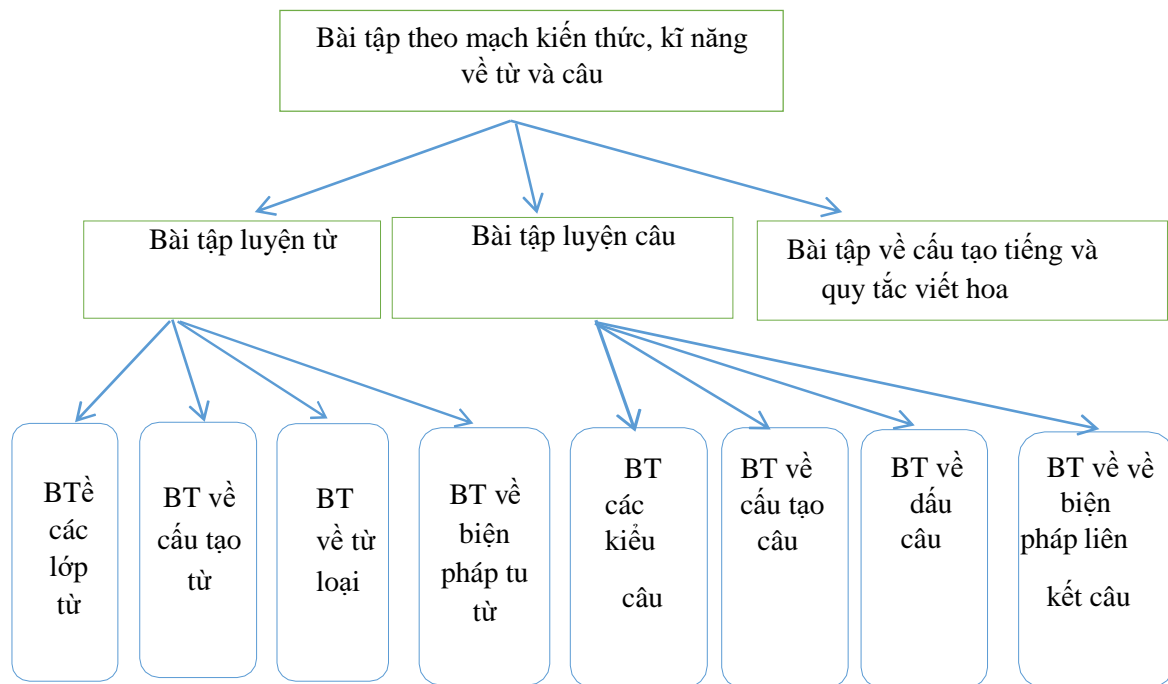 Bài tập theo mạch kiến thức, kĩ năng
về từ và câu
Bài tập luyện từ
Bài tập luyện câu
Bài tập về cấu tạo tiếng và
quy tắc viết hoa
BTề
các
lớp
từ
BT về
cấu tạo
từ
BT
về từ
loại
BT về
biện
pháp tu
từ
BT
các
kiểu
câu
BT về
cấu tạo
câu
BT về
dấu
câu
BT về về
biện
pháp liên
kết câu